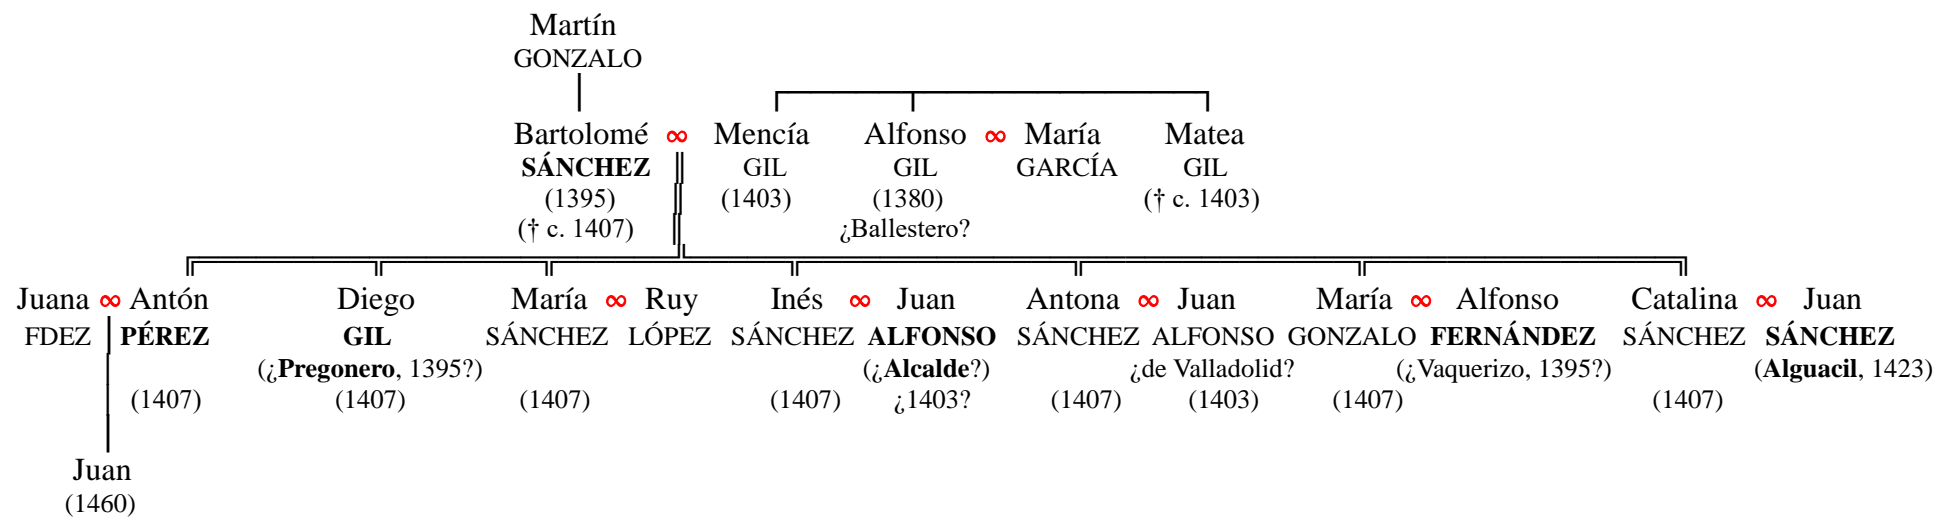 Martín
GONZALO
Bartolomé ∞ Mencía Alfonso ∞ María Matea
SÁNCHEZ GIL GIL GARCÍA GIL
(1395) (1403) (1380) († c. 1403)
(† c. 1407) ¿Ballestero?
Juana ∞ Antón Diego María ∞ Ruy Inés ∞ Juan Antona ∞ Juan María ∞ Alfonso Catalina ∞ Juan
FDEZ PÉREZ GIL SÁNCHEZ LÓPEZ SÁNCHEZ ALFONSO SÁNCHEZ ALFONSO GONZALO FERNÁNDEZ SÁNCHEZ SÁNCHEZ
(¿Pregonero, 1395?) (¿Alcalde?) ¿de Valladolid? (¿Vaquerizo, 1395?) (Alguacil, 1423)
(1407) (1407) (1407) (1407) ¿1403? (1407) (1403) (1407) (1407)
Juan
(1460)